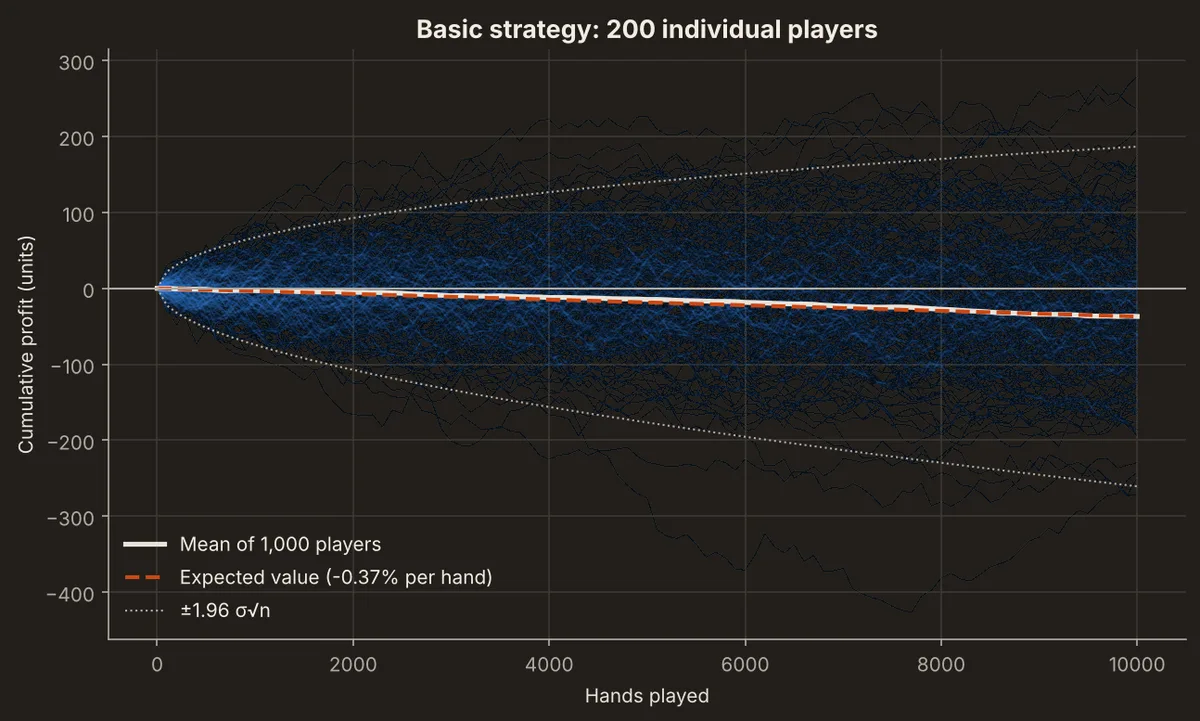 Basic strategy: 200 individual players
300
200
100
0
−100
−200
−300
−400
Cumulative profit (units)
Mean of 1,000 players
Expected value (-0.37% per hand)
±1.96 σ√n
0 2000 4000 6000 8000 10000
Hands played